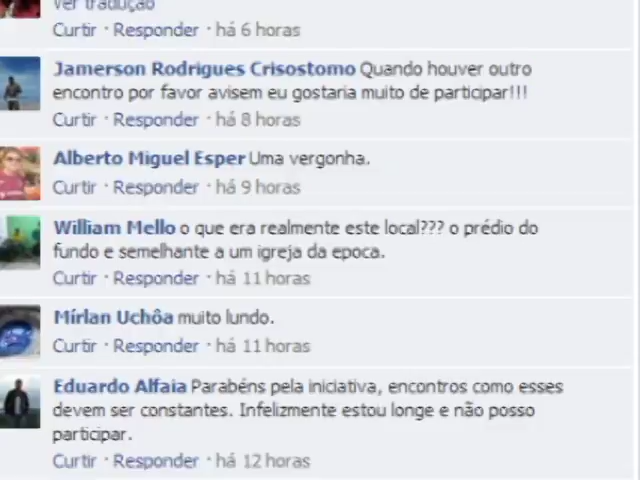 Ver tradução
Curtir · Responder · há 6 horas
Jamerson Rodrigues Crisostomo Quando houver outro
encontro por favor avisem eu gostaria muito de participar!!!
Curtir · Responder · há 8 horas
Alberto Miguel Esper Uma vergonha.
Curtir · Responder · há 9 horas
William Mello o que era realmente este local??? o prédio do
fundo e semelhante a um igreja da epoca.
Curtir · Responder · há 11 horas
Mírlan Uchôa muito lundo.
Curtir · Responder · há 11 horas
Eduardo Alfaia Parabéns pela iniciativa, encontros como esses
devem ser constantes. Infelizmente estou longe e não posso
participar.
Curtir · Responder · há 12 horas